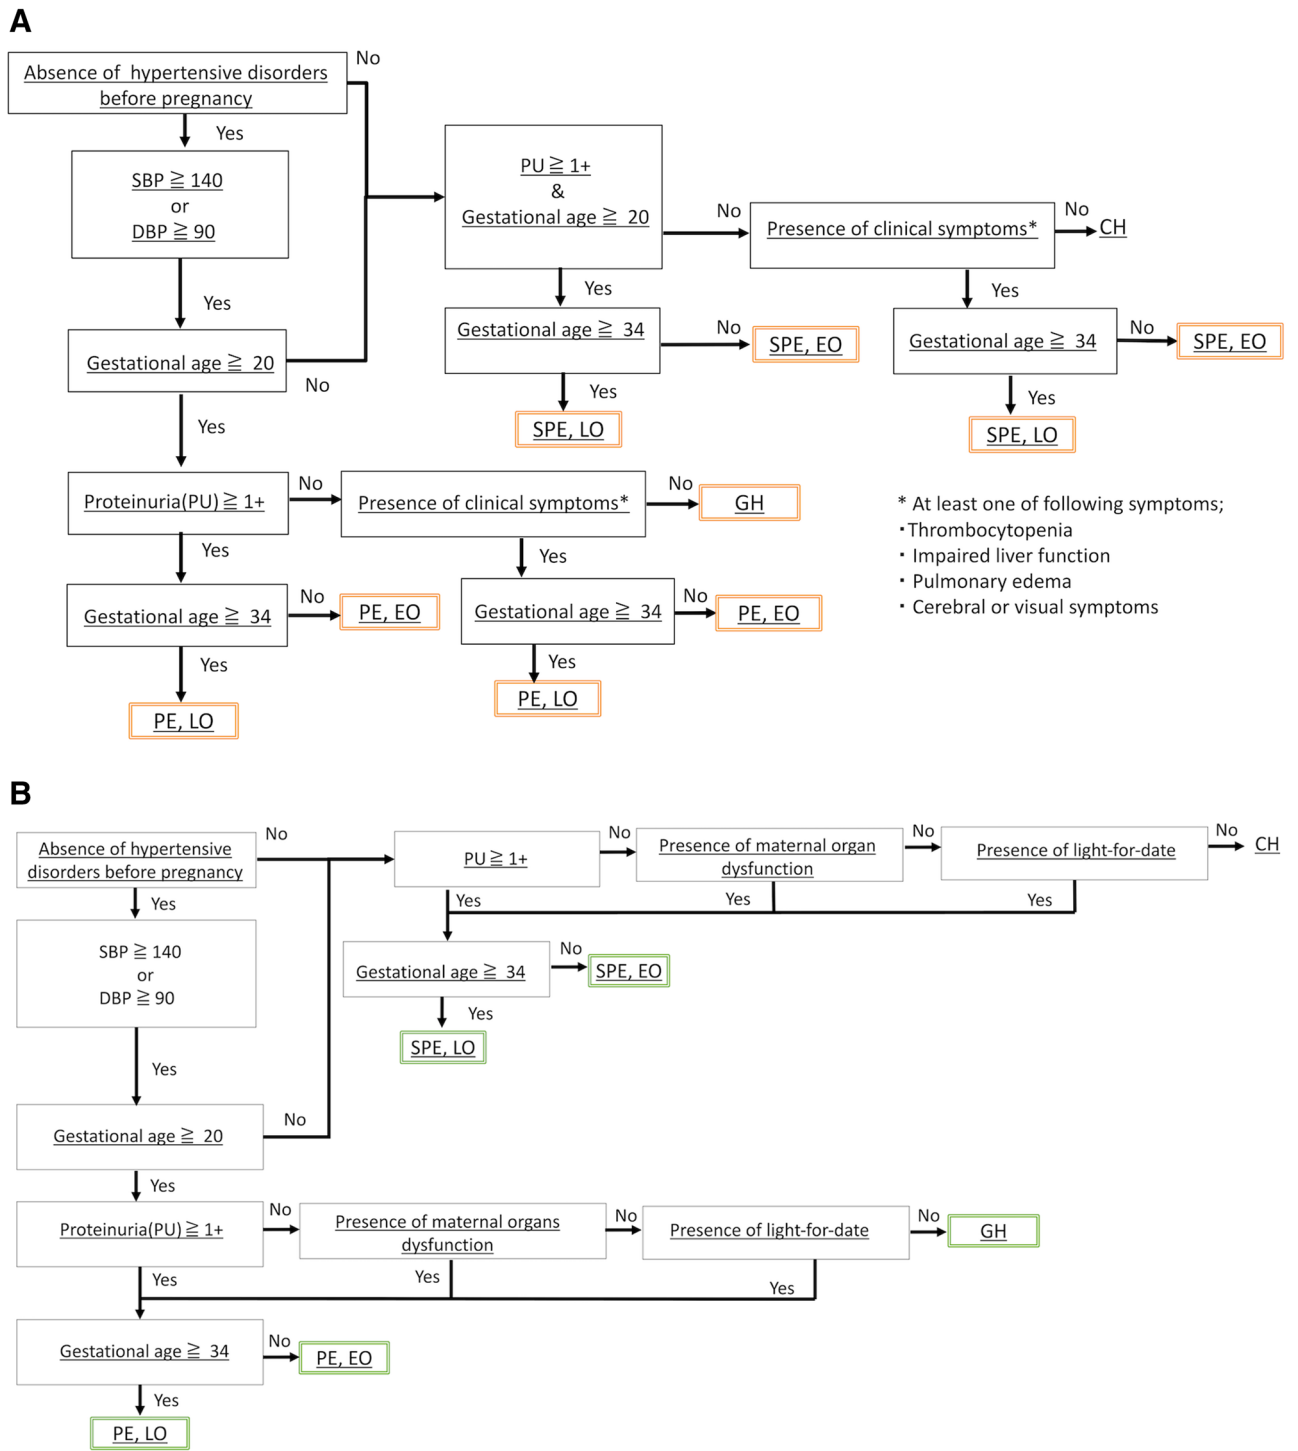 A
Absence of  hypertensive disorders
before pregnancy
No
Yes
SBP ≧ 140
or
DBP ≧ 90
Yes
Gestational age ≧ 20
No
Yes
PU ≧ 1+
&
Gestational age ≧ 20
No
Presence of clinical symptoms*
No
CH
Yes
Yes
Gestational age ≧ 34
No
SPE, EO
Yes
SPE, LO
Gestational age ≧ 34
No
SPE, EO
Yes
SPE, LO
Proteinuria(PU) ≧ 1+
No
Presence of clinical symptoms*
No
GH
Yes
Yes
Gestational age ≧ 34
No
PE, EO
Yes
PE, LO
Gestational age ≧ 34
No
PE, EO
Yes
PE, LO
* At least one of following symptoms;
・Thrombocytopenia
・ Impaired liver function
・ Pulmonary edema
・ Cerebral or visual symptoms
B
Absence of hypertensive
disorders before pregnancy
No
Yes
SBP ≧ 140
or
DBP ≧ 90
Yes
Gestational age ≧ 20
No
Yes
PU ≧ 1+
No
Presence of maternal organ
dysfunction
No
Presence of light-for-date
No
CH
Yes
Yes
Yes
Gestational age ≧ 34
No
SPE, EO
Yes
SPE, LO
Proteinuria(PU) ≧ 1+
No
Presence of maternal organs
dysfunction
No
Presence of light-for-date
No
GH
Yes
Yes
Yes
Gestational age ≧ 34
No
PE, EO
Yes
PE, LO